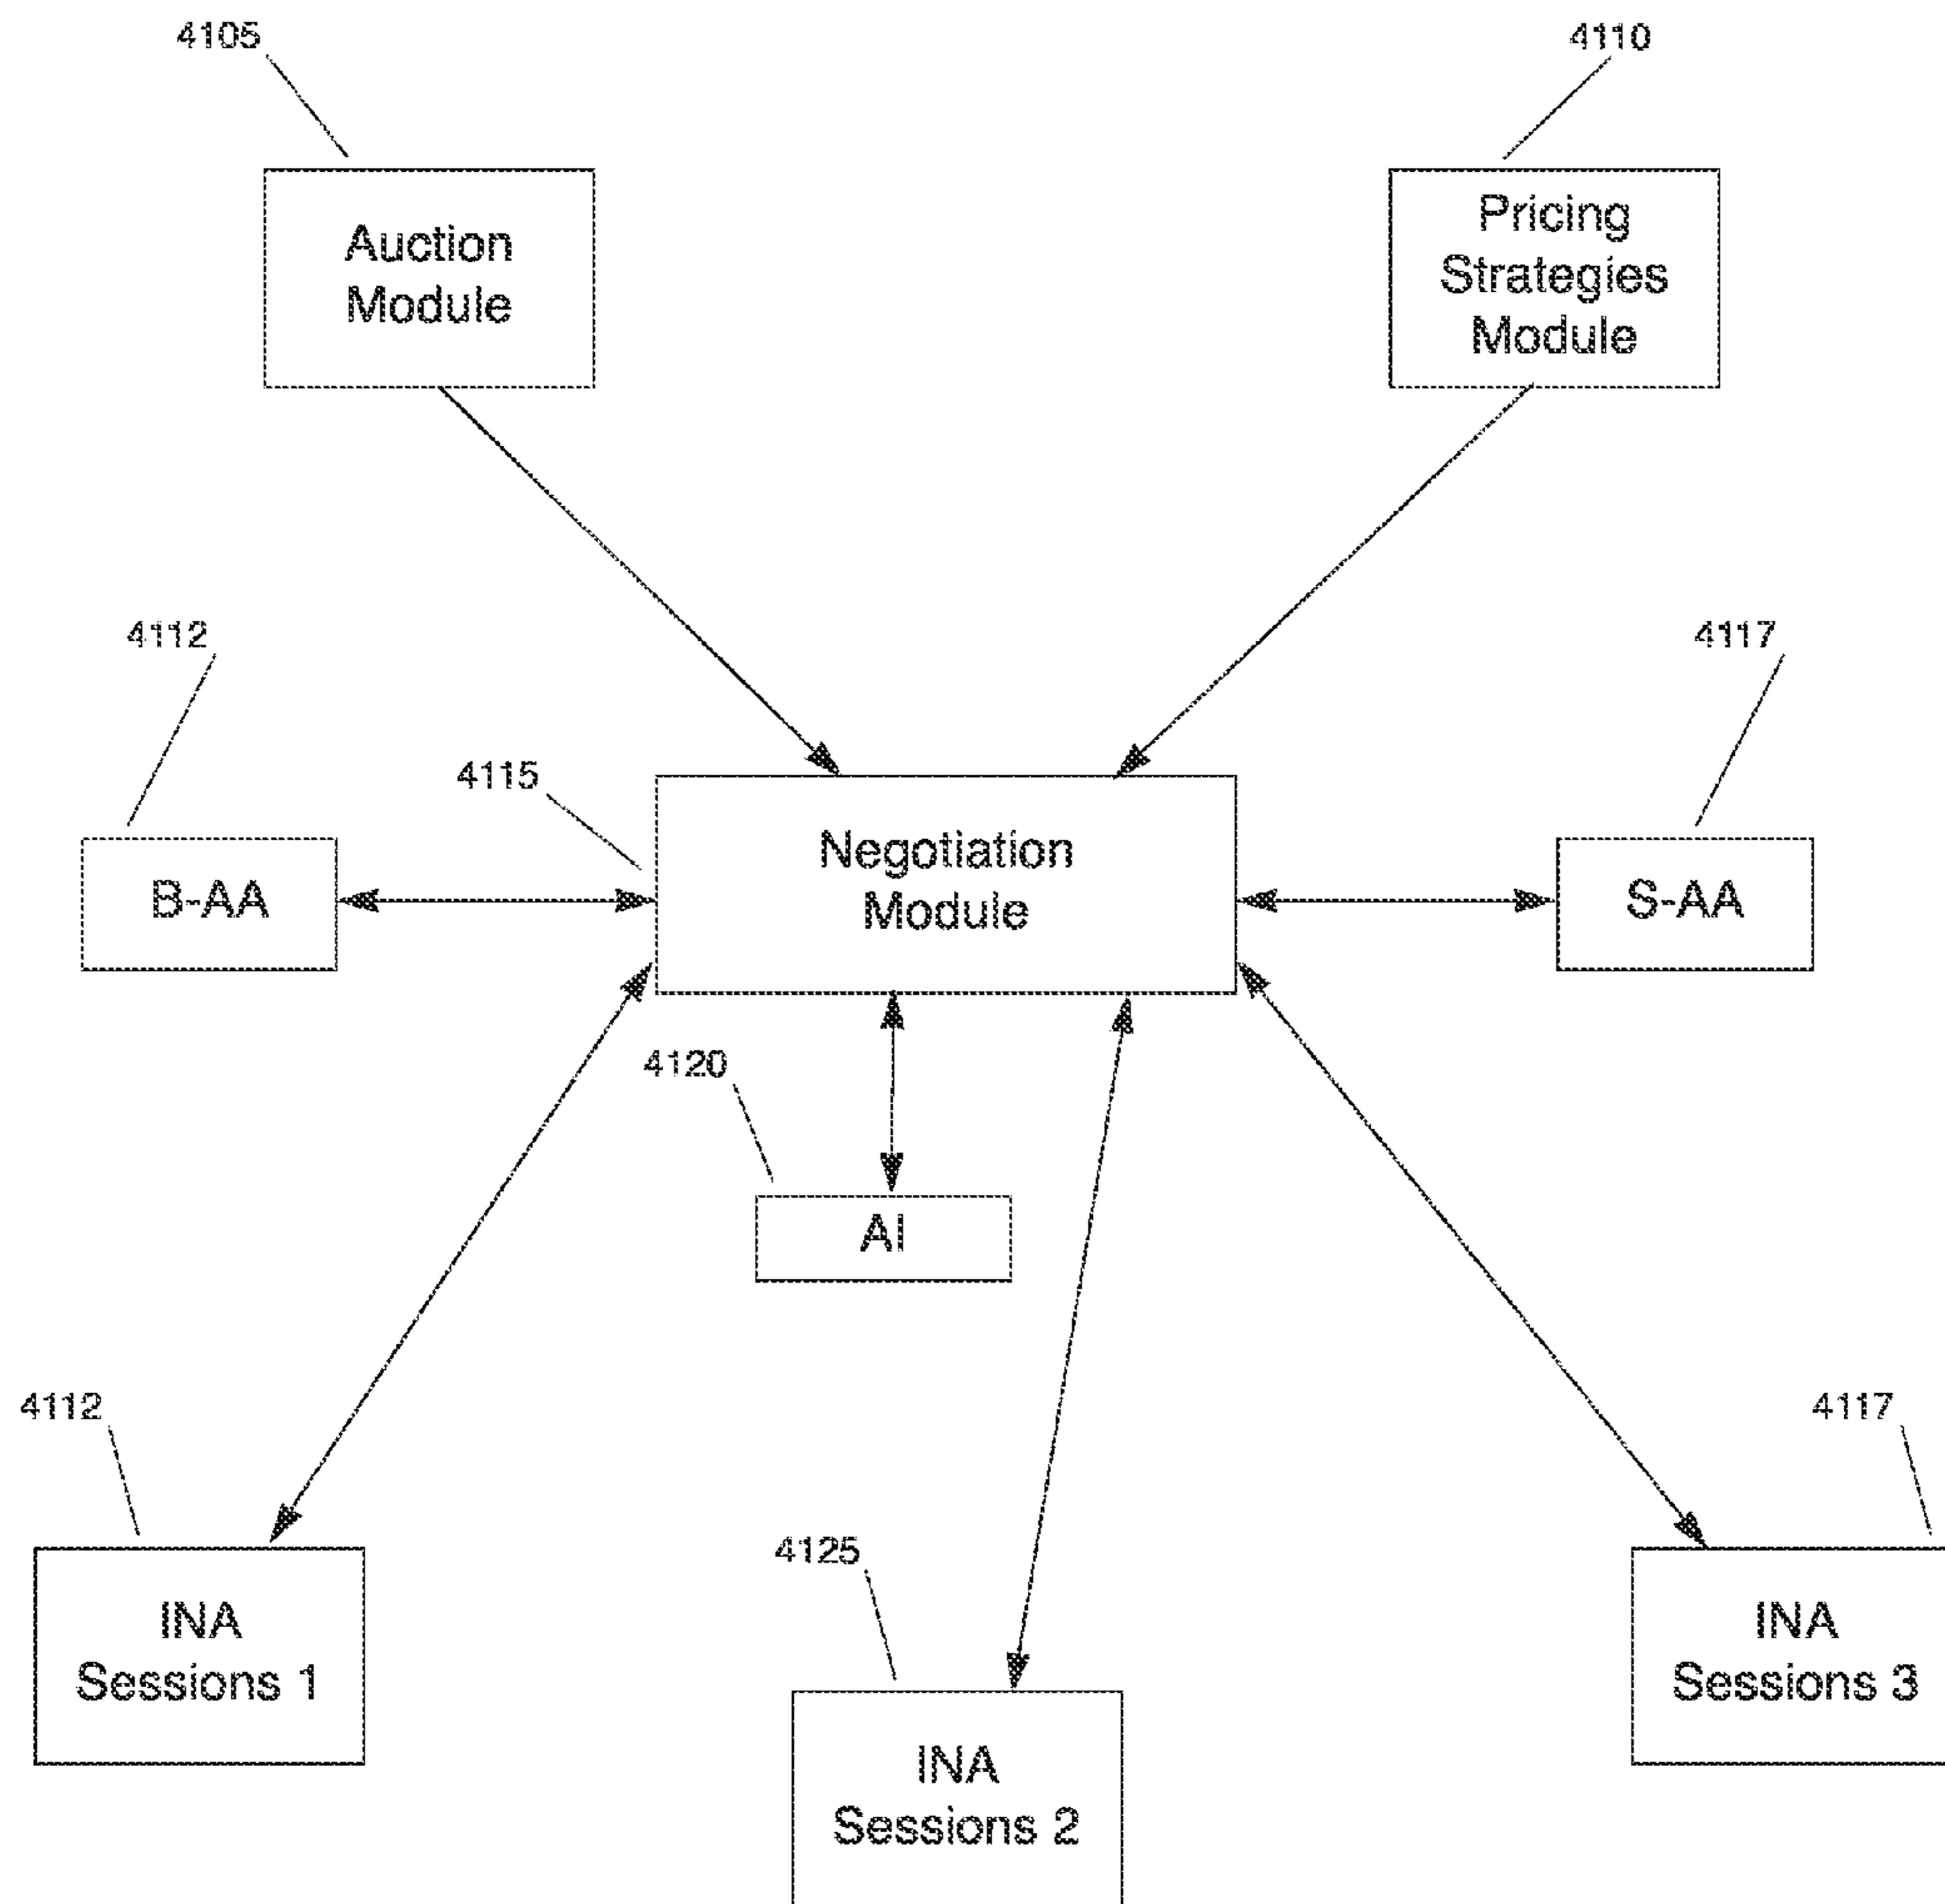 4105
4110
Auction
Module
Pricing
Strategies
Module
4112
4117
4115
B-AA
Negotiation
Module
S-AA
4120
AI
4112
4117
4125
INA
Sessions 1
INA
Sessions 3
INA
Sessions 2